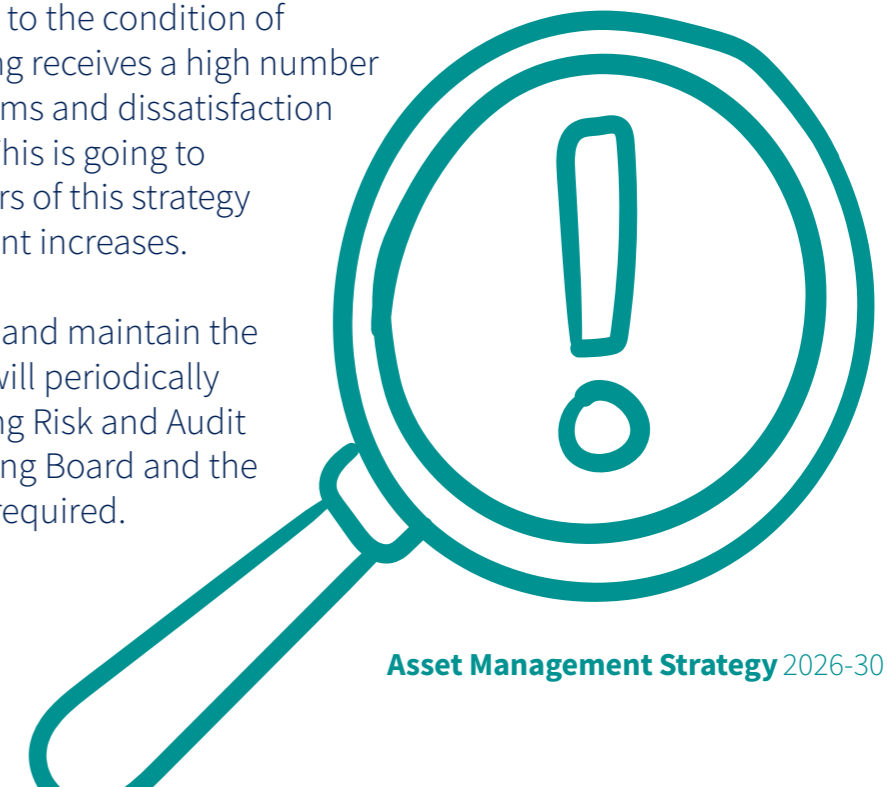 to the condition of
ng receives a high number
ms and dissatisfaction
his is going to
rs of this strategy
nt increases.
and maintain the
will periodically
ng Risk and Audit
ng Board and the
required.
Asset Management Strategy 2026-30